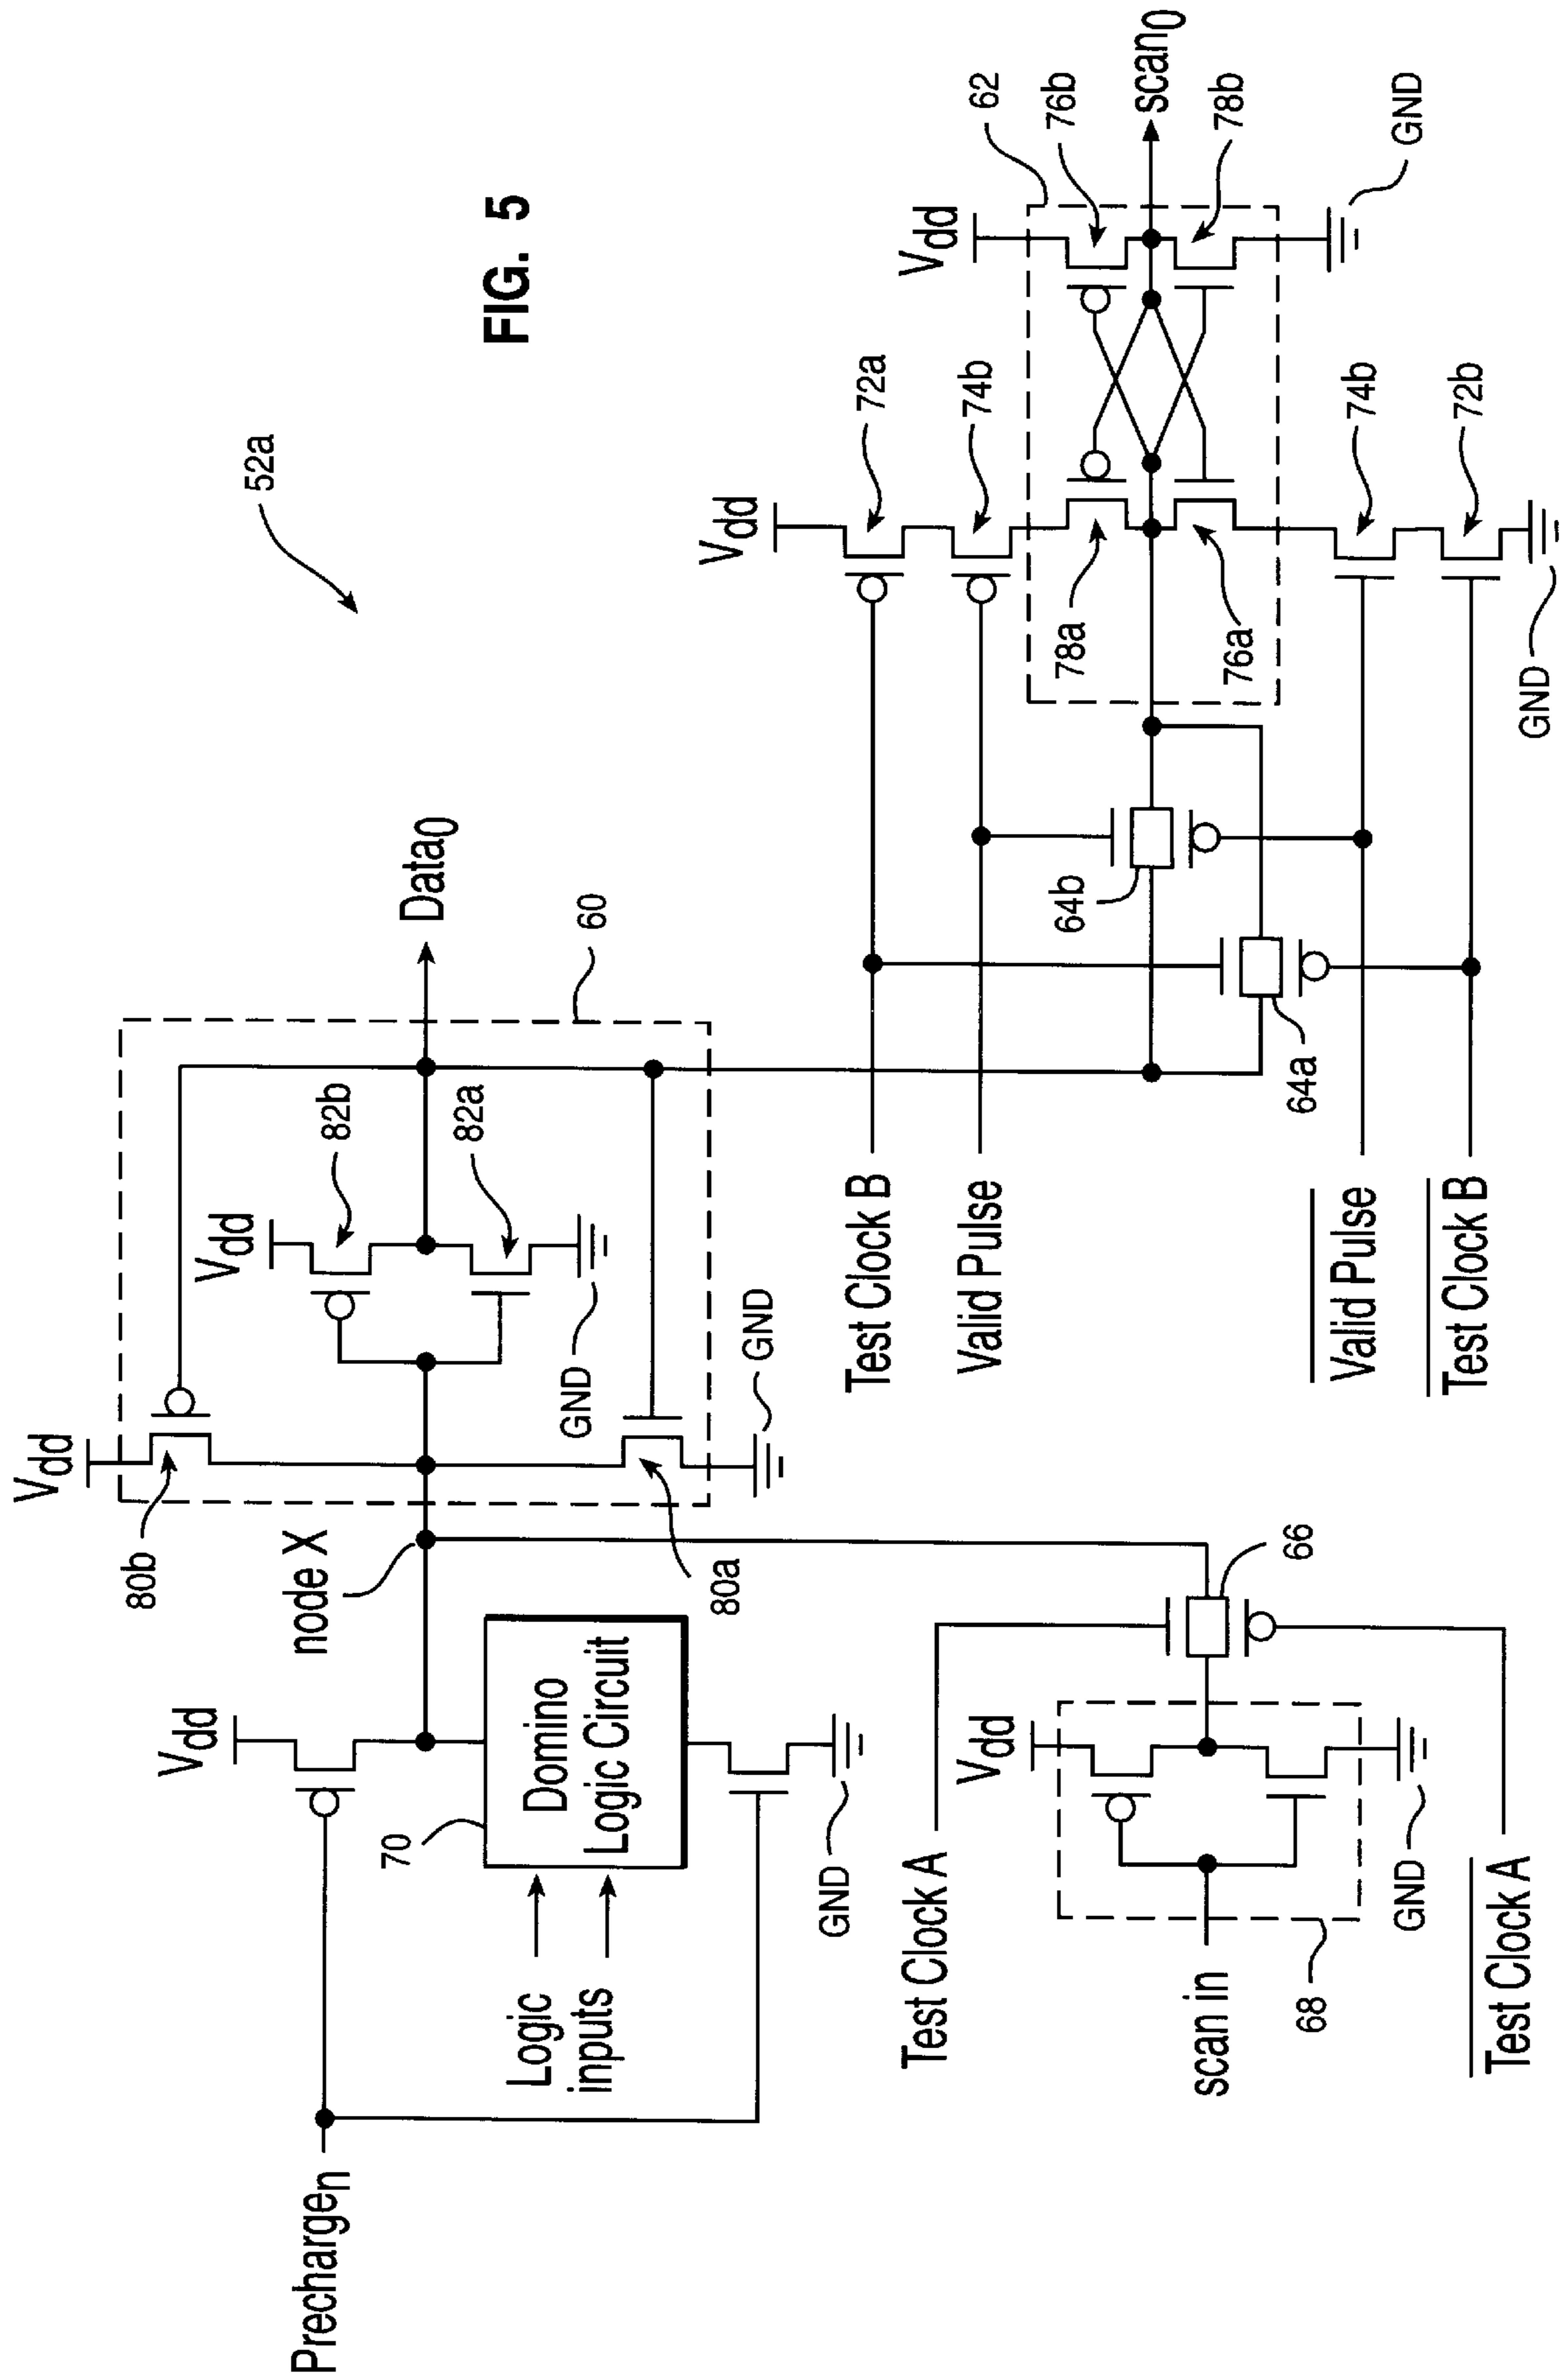 FIG. 5
52a
Precharge_n
Logic
inputs
70
Domino
Logic Circuit
Vdd
GND
node X
Vdd
80b
80a
GND
Vdd
82b
82a
GND
60
Data0
Test Clock A
scan in
68
Vdd
GND
66
Test Clock A
Test Clock B
Valid Pulse
Valid Pulse
Test Clock B
64a
64b
Vdd
72a
74b
78a
76a
74b
72b
GND
62
Vdd
76b
78b
scan0
GND